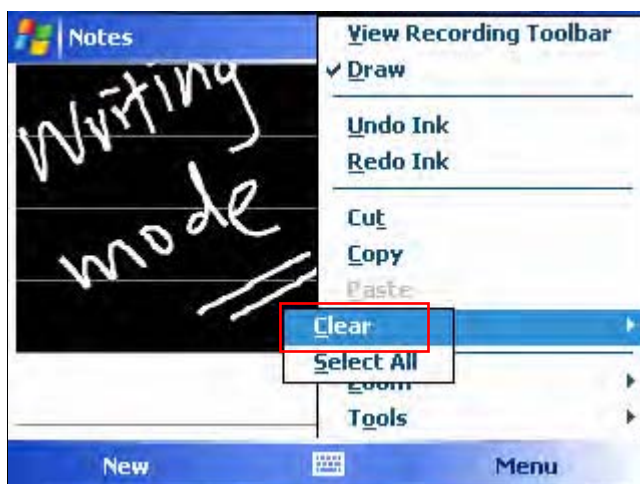 Notes
View Recording Toolbar
Draw
Writing
mode
Undo Ink
Redo Ink
Cut
Copy
Paste
Clear
Select All
Zoom
Tools
New
Menu